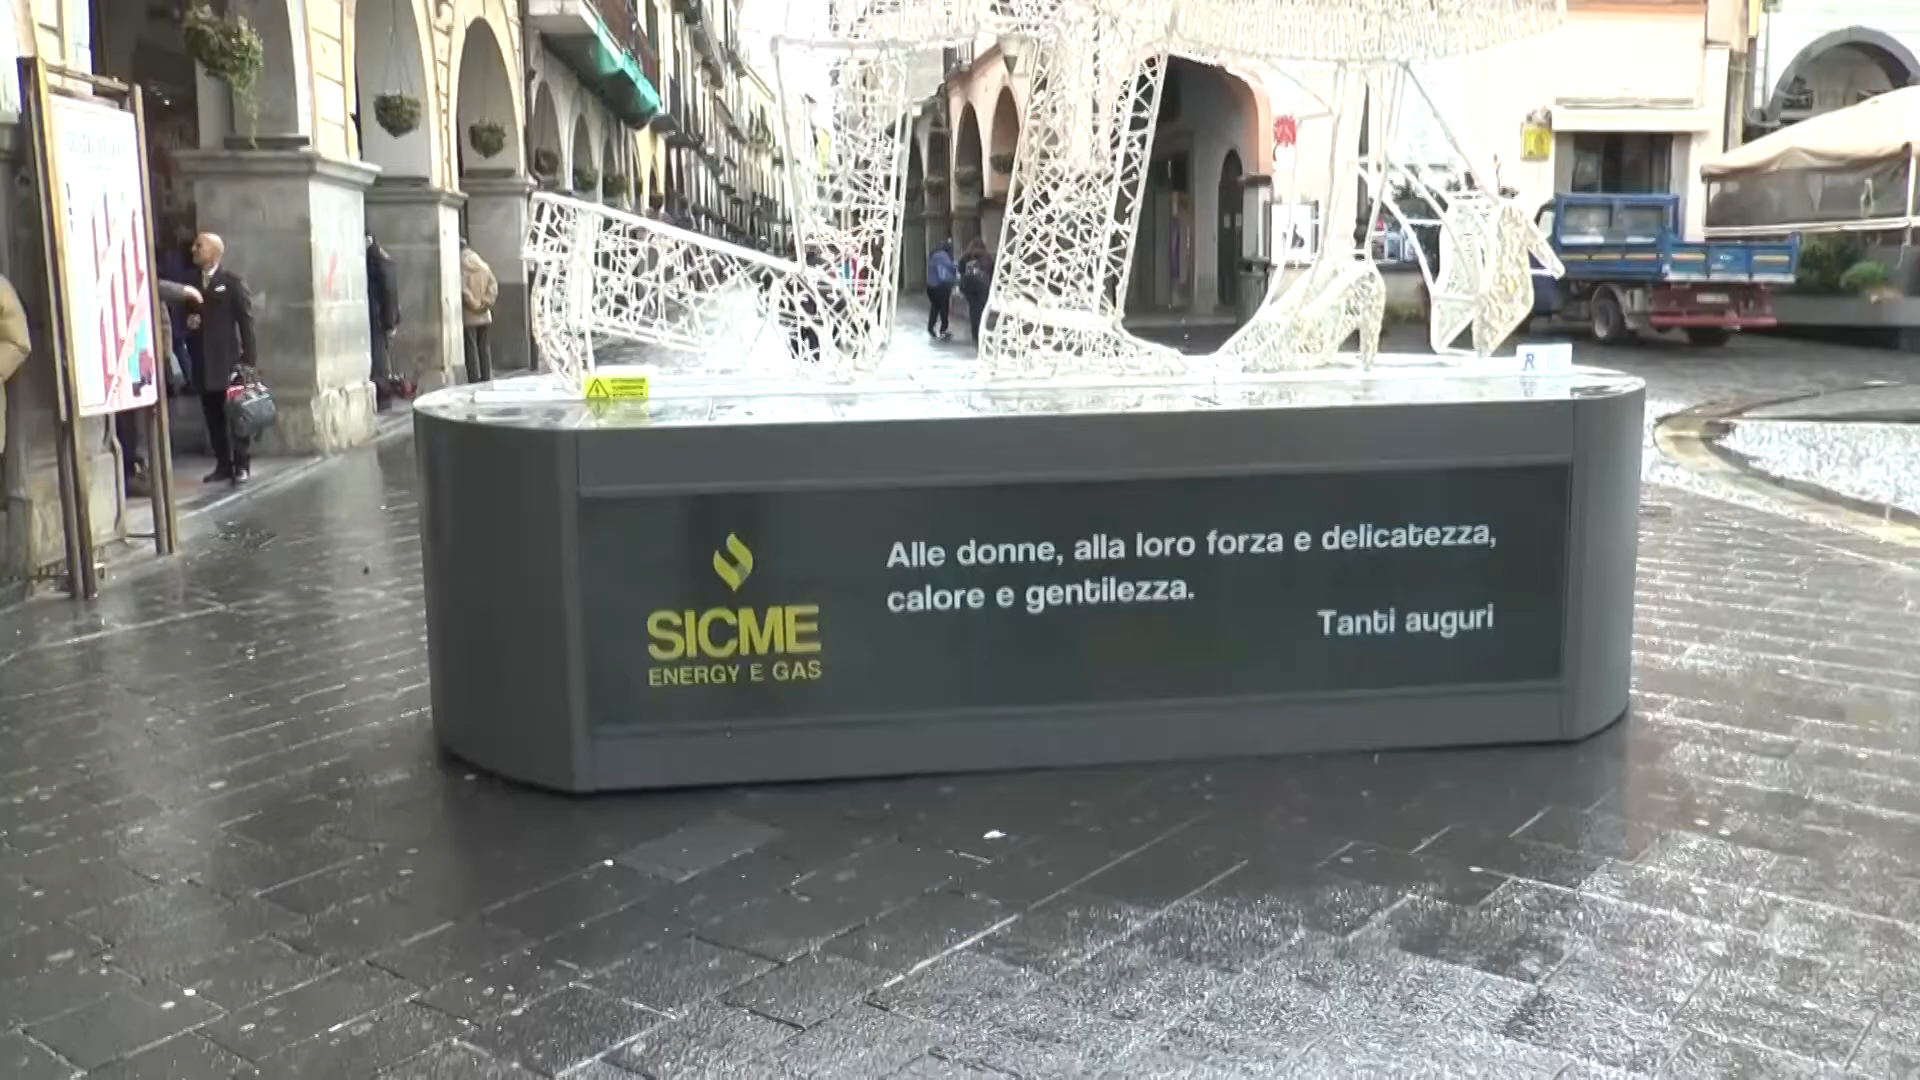 SICME
ENERGY E GAS
Alle donne, alla loro forza e delicatezza,
calore e gentilezza.
Tanti auguri